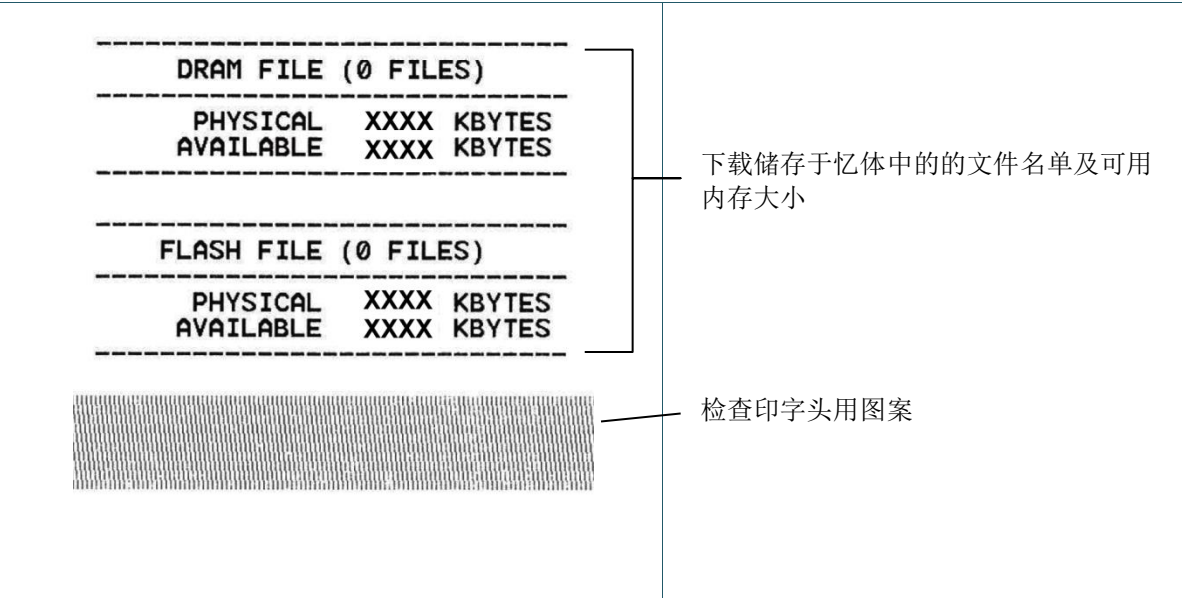 DRAM FILE (0 FILES)
PHYSICAL XXXX KBYTES
AVAILABLE XXXX KBYTES
FLASH FILE (0 FILES)
PHYSICAL XXXX KBYTES
AVAILABLE XXXX KBYTES
下载储存于忆体中的的文件名单及可用
内存大小
检查印字头用图案